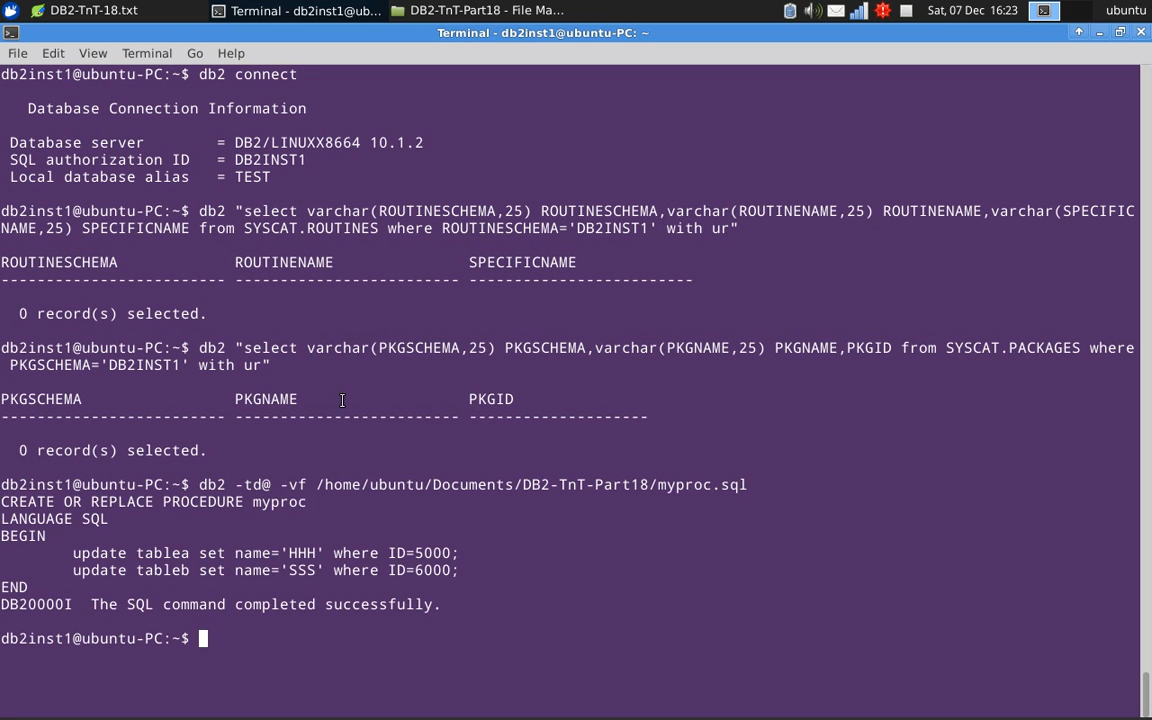 DB2-TnT-18.txt
Terminal - db2inst1@ub...
DB2-TnT-Part18 - File Ma...
Sat, 07 Dec 16:23
ubuntu
Terminal - db2inst1@ubuntu-PC: ~
File Edit View Terminal Go Help
db2inst1@ubuntu-PC:~$ db2 connect
Database Connection Information
Database server = DB2/LINUXX8664 10.1.2
SQL authorization ID = DB2INST1
Local database alias = TEST
db2inst1@ubuntu-PC:~$ db2 "select varchar(ROUTINESCHEMA,25) ROUTINESCHEMA,varchar(ROUTINENAME,25) ROUTINENAME,varchar(SPECIFIC
NAME,25) SPECIFICNAME from SYSCAT.ROUTINES where ROUTINESCHEMA='DB2INST1' with ur"
ROUTINESCHEMA ROUTINENAME SPECIFICNAME
------------------------- ------------------------- -------------------------
0 record(s) selected.
db2inst1@ubuntu-PC:~$ db2 "select varchar(PKGSCHEMA,25) PKGSCHEMA,varchar(PKGNAME,25) PKGNAME,PKGID from SYSCAT.PACKAGES where
PKGSCHEMA='DB2INST1' with ur"
PKGSCHEMA PKGNAME PKGID
------------------------- ------------------------- --------------------
0 record(s) selected.
db2inst1@ubuntu-PC:~$ db2 -td@ -vf /home/ubuntu/Documents/DB2-TnT-Part18/myproc.sql
CREATE OR REPLACE PROCEDURE myproc
LANGUAGE SQL
BEGIN
update tablea set name='HHH' where ID=5000;
update tableb set name='SSS' where ID=6000;
END
DB20000I The SQL command completed successfully.
db2inst1@ubuntu-PC:~$